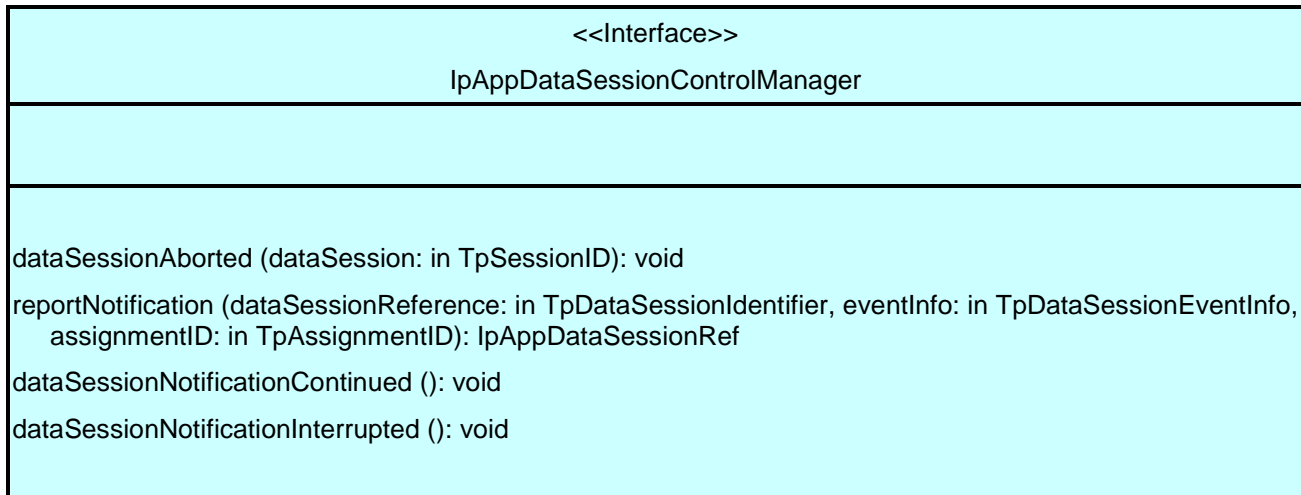 <<Interface>>
IpAppDataSessionControlManager
dataSessionAborted (dataSession: in TpSessionID): void
reportNotification (dataSessionReference: in TpDataSessionIdentifier, eventInfo: in TpDataSessionEventInfo,
assignmentID: in TpAssignmentID): IpAppDataSessionRef
dataSessionNotificationContinued (): void
dataSessionNotificationInterrupted (): void